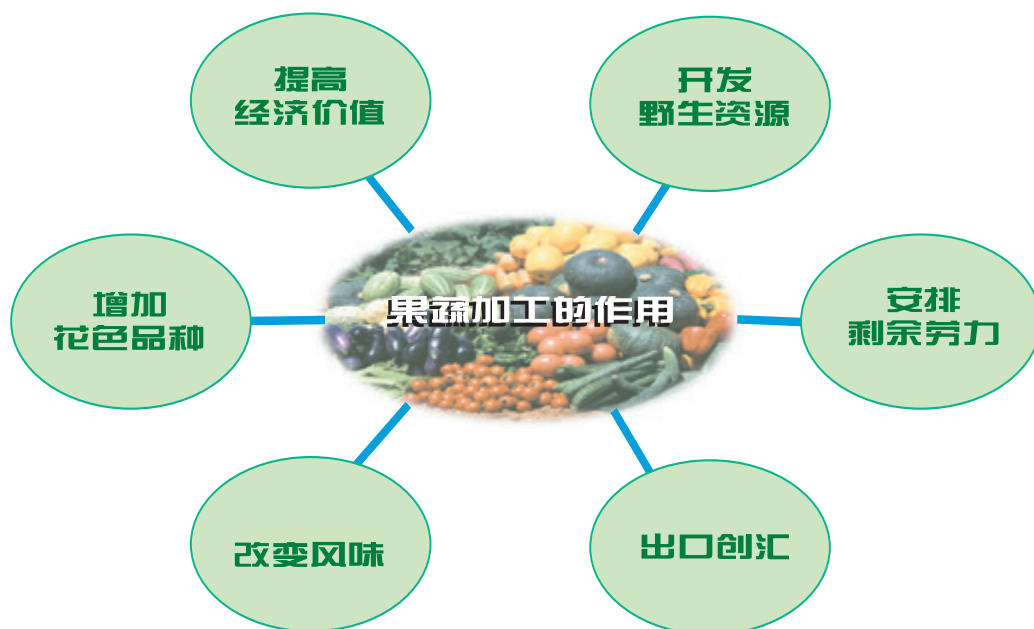 提高
经济价值
开发
野生资源
增加
花色品种
果蔬加工的作用
安排
剩余劳力
改变风味
出口创汇